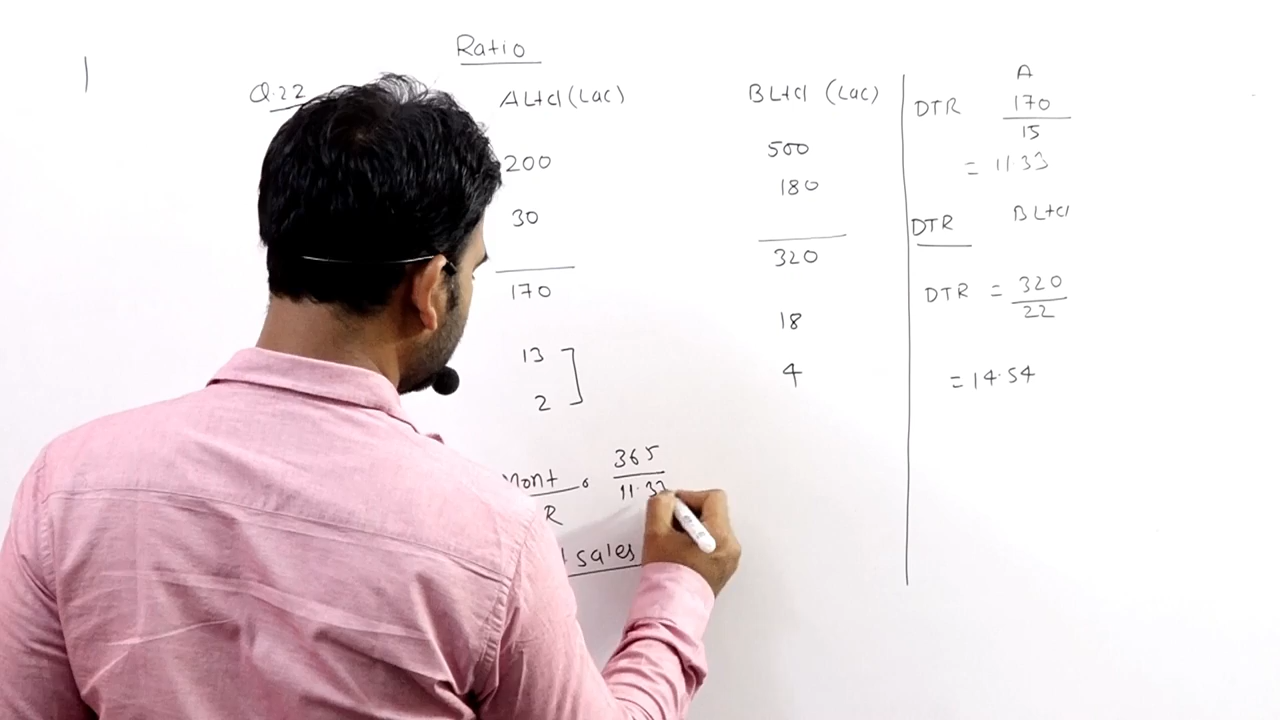 Ratio
Q.22
A Ltd (Lac)
200
30
170
13
2
Mont
R
365
11.33
sales
B Ltd (Lac)
500
180
320
18
4
A
DTR 170
15
= 11.33
DTR B Ltd
DTR = 320
22
= 14.54